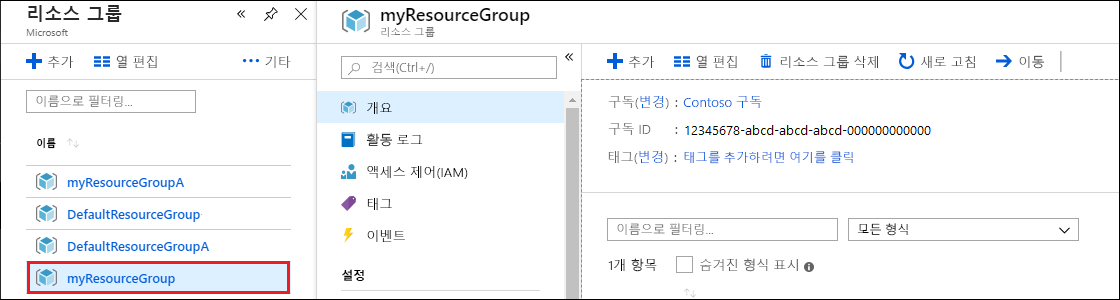 리소스 그룹
Microsoft
추가 열 편집 기타
이름으로 필터링...
이름
myResourceGroupA
DefaultResourceGroup
DefaultResourceGroupA
myResourceGroup
myResourceGroup
리소스 그룹
검색(Ctrl+/)
개요
활동 로그
액세스 제어(IAM)
태그
이벤트
설정
추가 열 편집 리소스 그룹 삭제 새로 고침 이동
구독(변경) : Contoso 구독
구독 ID : 12345678-abcd-abcd-abcd-000000000000
태그(변경) : 태그를 추가하려면 여기를 클릭
이름으로 필터링... 모든 형식
1개 항목 숨겨진 형식 표시